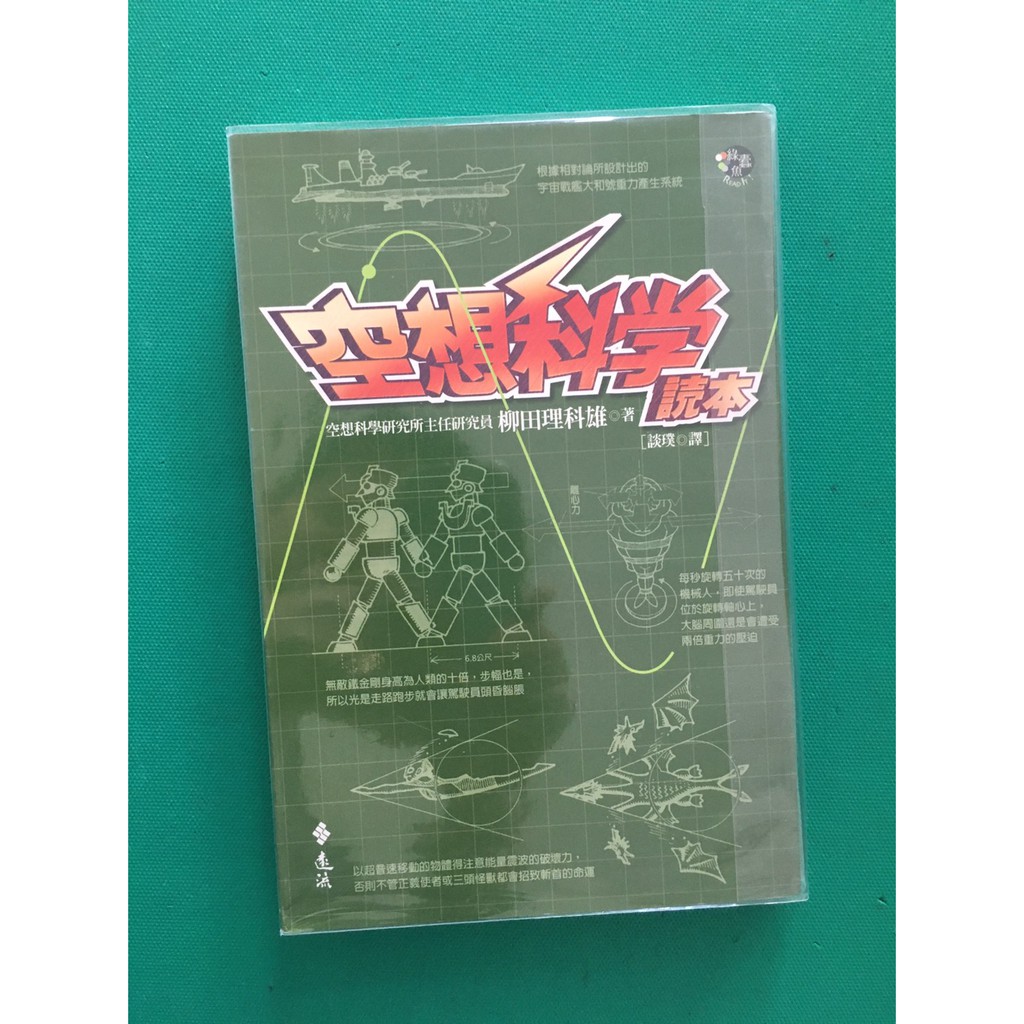 根據相對論所設計出的
宇宙戰艦大和號重力產生系統
綠蠹魚
Read It
空想科学
読本
空想科學研究所主任研究員 柳田理科雄◎著
[談璞◎譯]
離心力
每秒旋轉五十次的
機械人,即使駕駛員
位於旋轉軸心上,
大腦周圍還是會遭受
兩倍重力的壓迫
6.8公尺
無敵鐵金剛身高為人類的十倍,步幅也是,
所以光是走路跑步就會讓駕駛員頭昏腦脹
遠流
以超音速移動的物體得注意能量震波的破壞力,
否則不管正義使者或三頭怪獸都會招致斬首的命運